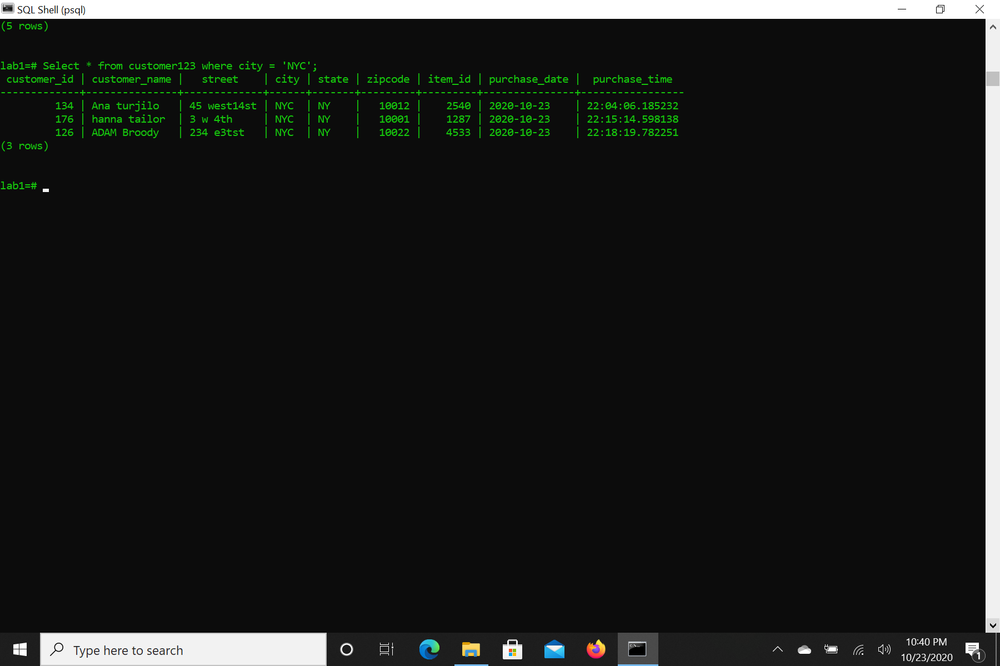 SQL Shell (psql)
(5 rows)
lab1=# Select * from customer123 where city = 'NYC';
 customer_id | customer_name |   street    | city | state | zipcode | item_id | purchase_date |  purchase_time
-------------+---------------+-------------+------+-------+---------+---------+---------------+-----------------
         134 | Ana turjilo   | 45 west14st | NYC  | NY    |   10012 |    2540 | 2020-10-23    | 22:04:06.185232
         176 | hanna tailor  | 3 w 4th     | NYC  | NY    |   10001 |    1287 | 2020-10-23    | 22:15:14.598138
         126 | ADAM Broody   | 234 e3tst   | NYC  | NY    |   10022 |    4533 | 2020-10-23    | 22:18:19.782251
(3 rows)
lab1=#
Type here to search
10:40 PM
10/23/2020
1